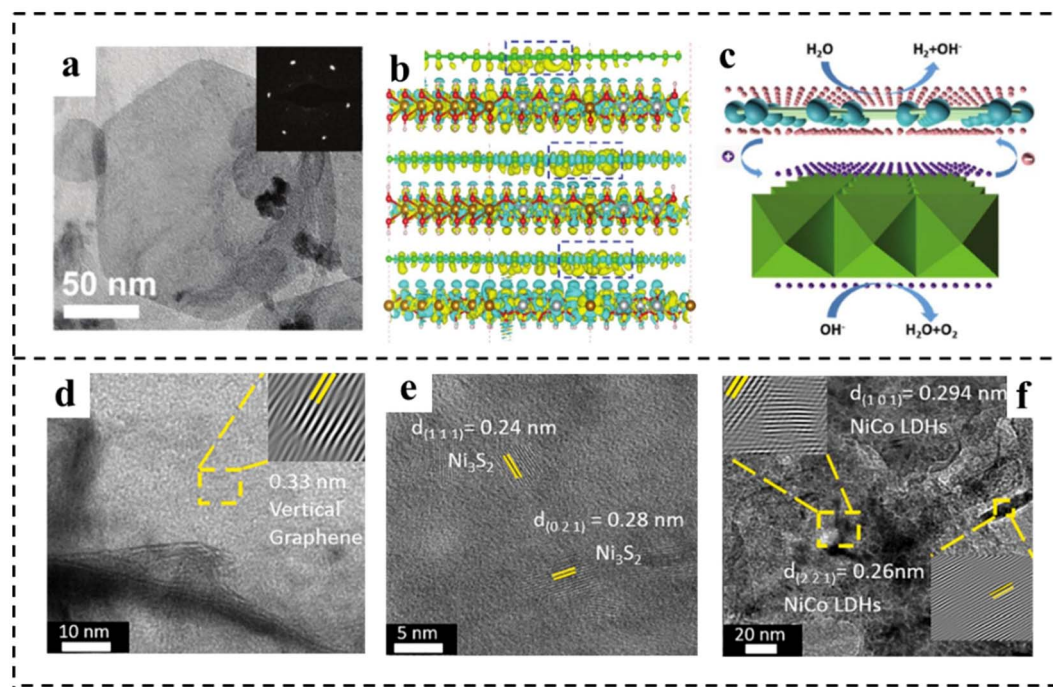 a
50 nm
b
c
H₂O
H₂+OH⁻
+
-
OH⁻
H₂O+O₂
d
0.33 nm
Vertical
Graphene
10 nm
e
d(1 1 1)= 0.24 nm
Ni₃S₂
d(0 2 1) = 0.28 nm
Ni₃S₂
5 nm
f
d(1 0 1)= 0.294 nm
NiCo LDHs
d(2 2 1)= 0.26nm
NiCo LDHs
20 nm